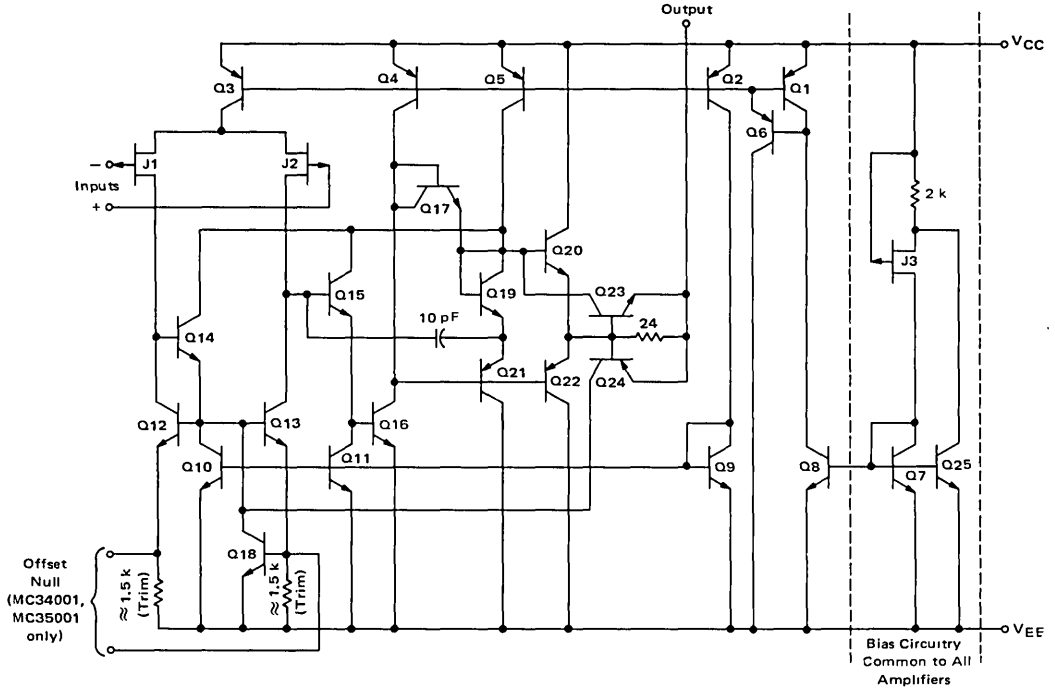 Output
VCC
Q3
Q4
Q5
Q2
Q1
Q6
J1
J2
−
Inputs
+
Q17
2 k
J3
Q20
Q15
Q19
Q23
10 pF
24
Q14
Q21
Q22
Q24
Q12
Q13
Q16
Q10
Q11
Q9
Q8
Q7
Q25
Q18
Offset
Null
(MC34001,
MC35001
only)
≈ 1.5 k
(Trim)
≈ 1.5 k
(Trim)
VEE
Bias Circuitry
Common to All
Amplifiers